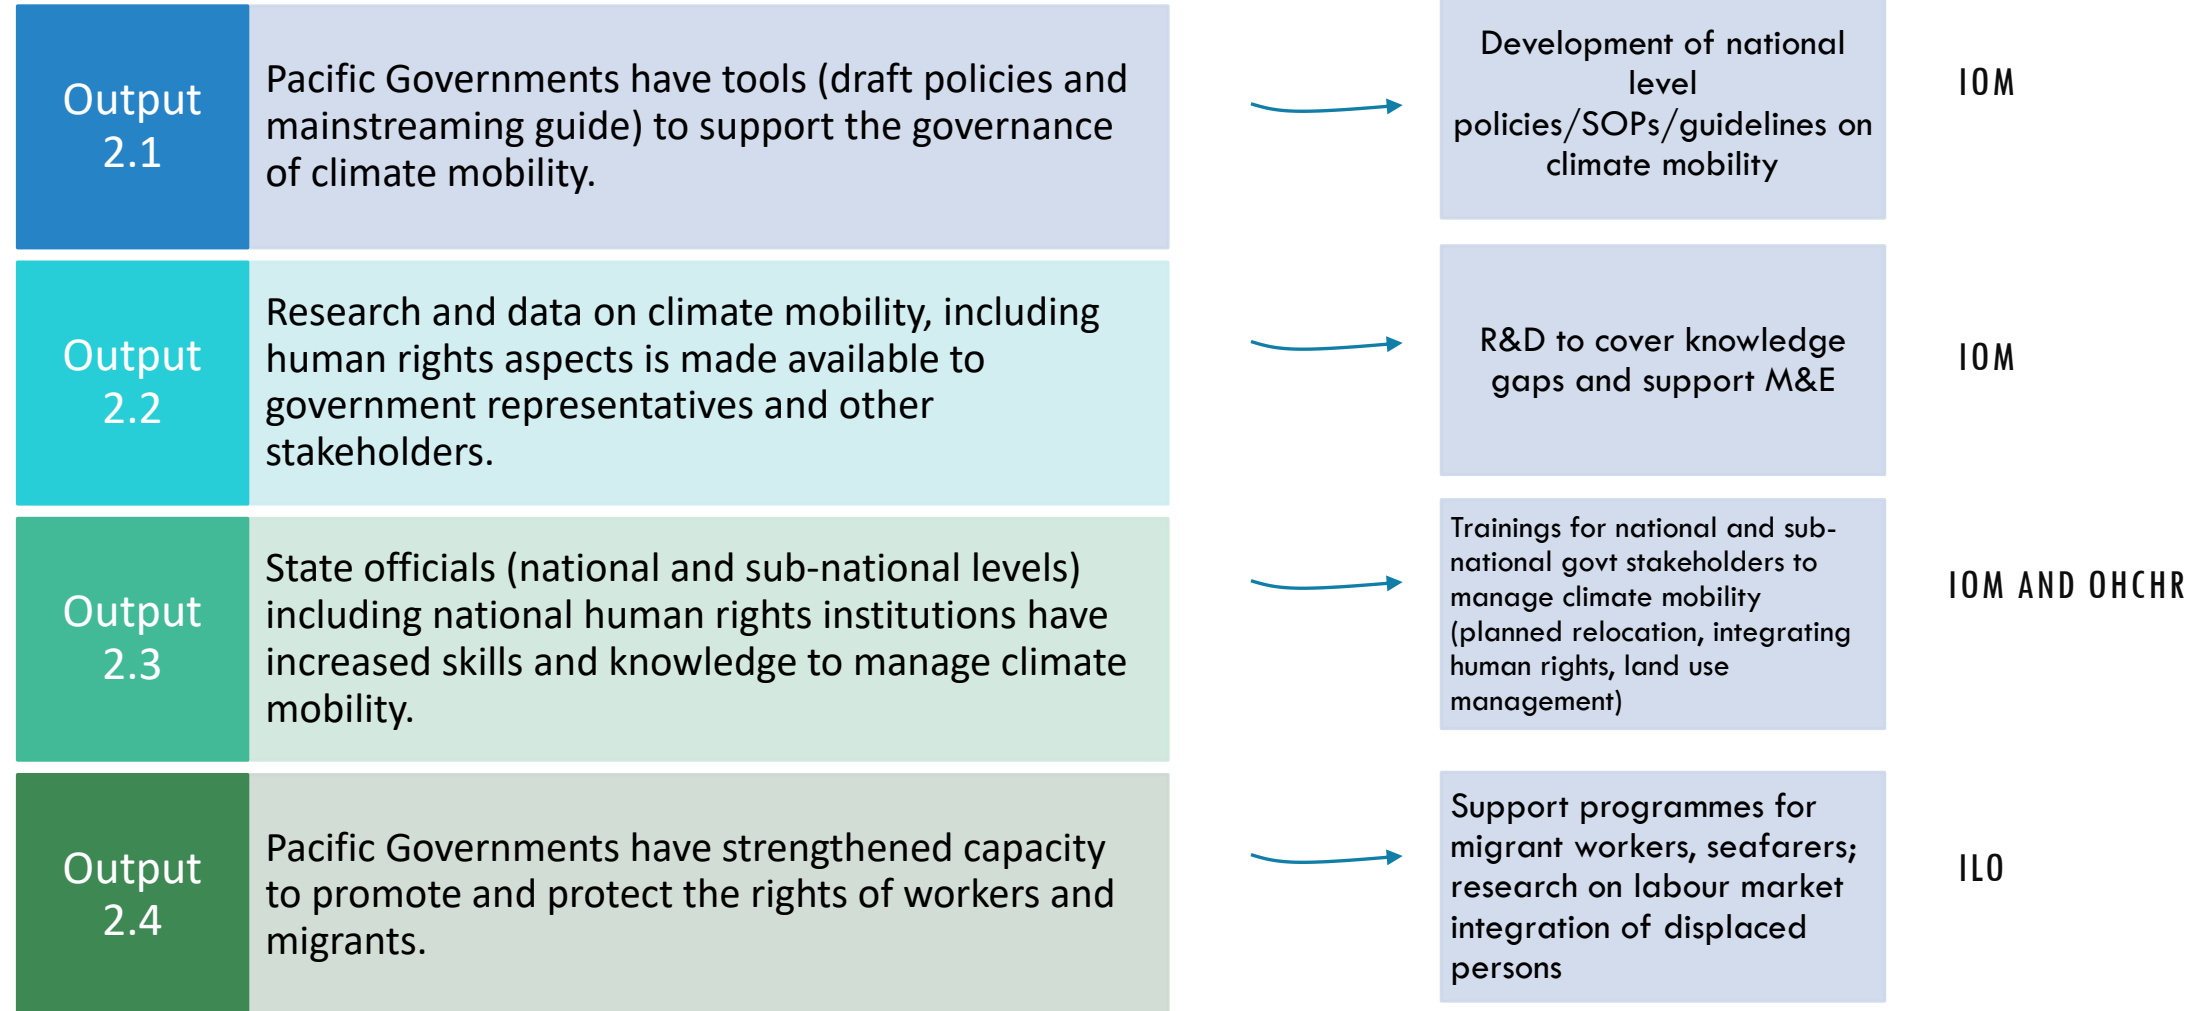 Output
2.1
Pacific Governments have tools (draft policies and
mainstreaming guide) to support the governance
of climate mobility.
Development of national
level
policies/SOPs/guidelines on
climate mobility
IOM
Output
2.2
Research and data on climate mobility, including
human rights aspects is made available to
government representatives and other
stakeholders.
R&D to cover knowledge
gaps and support M&E
IOM
Output
2.3
State officials (national and sub-national levels)
including national human rights institutions have
increased skills and knowledge to manage climate
mobility.
Trainings for national and sub-
national govt stakeholders to
manage climate mobility
(planned relocation, integrating
human rights, land use
management)
IOM AND OHCHR
Output
2.4
Pacific Governments have strengthened capacity
to promote and protect the rights of workers and
migrants.
Support programmes for
migrant workers, seafarers;
research on labour market
integration of displaced
persons
ILO